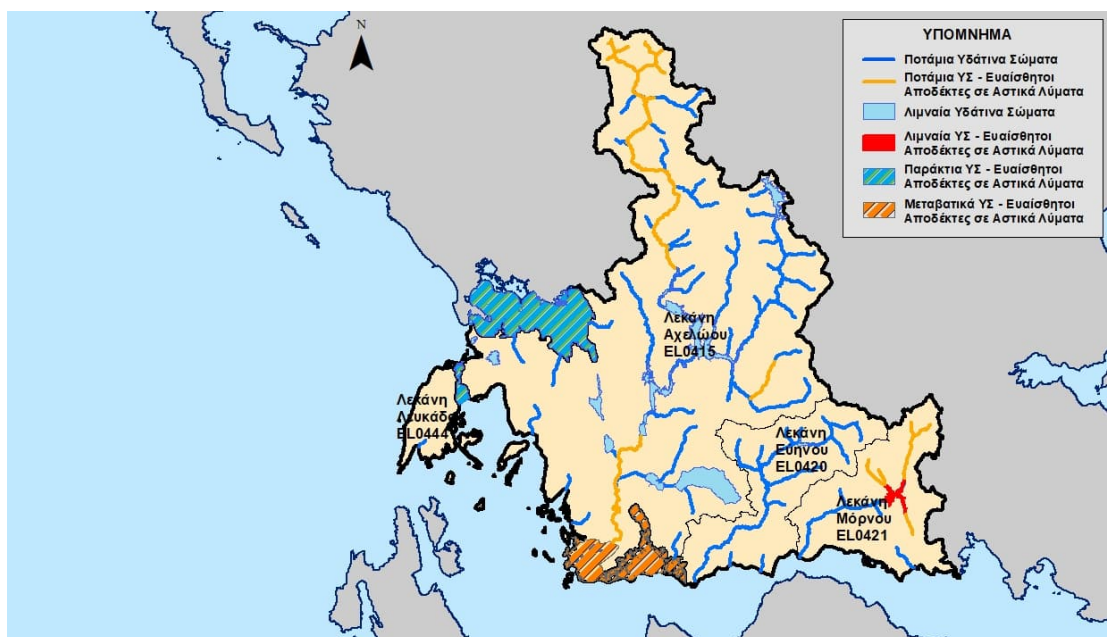 N
ΥΠΟΜΝΗΜΑ
Ποτάμια Υδάτινα Σώματα
Ποτάμια ΥΣ - Ευαίσθητοι
Αποδέκτες σε Αστικά Λύματα
Λιμναία Υδάτινα Σώματα
Λιμναία ΥΣ - Ευαίσθητοι
Αποδέκτες σε Αστικά Λύματα
Παράκτια ΥΣ - Ευαίσθητοι
Αποδέκτες σε Αστικά Λύματα
Μεταβατικά ΥΣ - Ευαίσθητοι
Αποδέκτες σε Αστικά Λύματα
Λεκάνη
Αχελώου
EL0415
Λεκάνη
Λευκάδα
EL0444
Λεκάνη
Ευήνου
EL0420
Λεκάνη
Μόρνου
EL0421